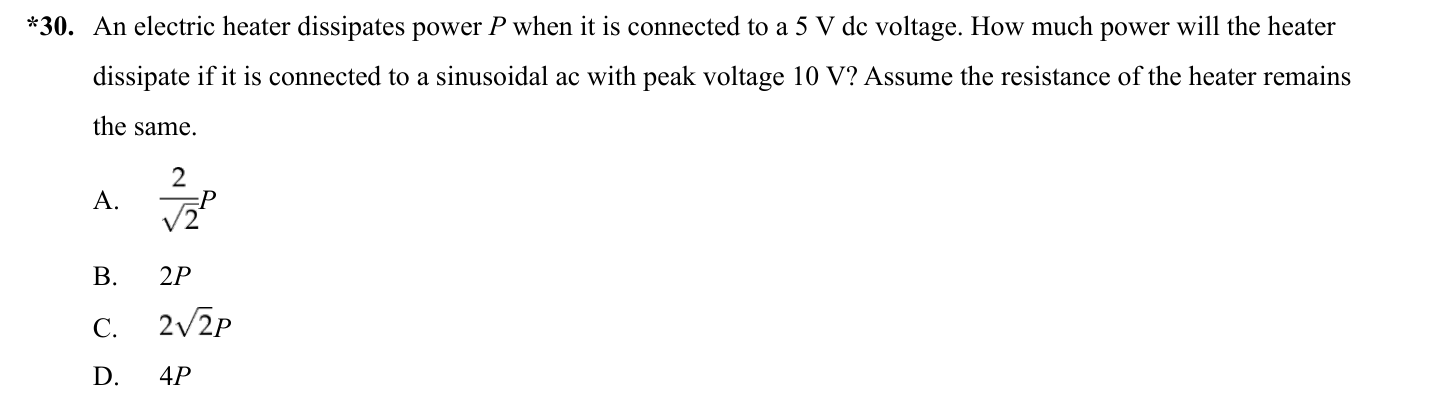 *30. An electric heater dissipates power P when it is connected to a 5 V dc voltage. How much power will the heater
dissipate if it is connected to a sinusoidal ac with peak voltage 10 V? Assume the resistance of the heater remains
the same.
A. 2/√2 P
B. 2P
C. 2√2P
D. 4P